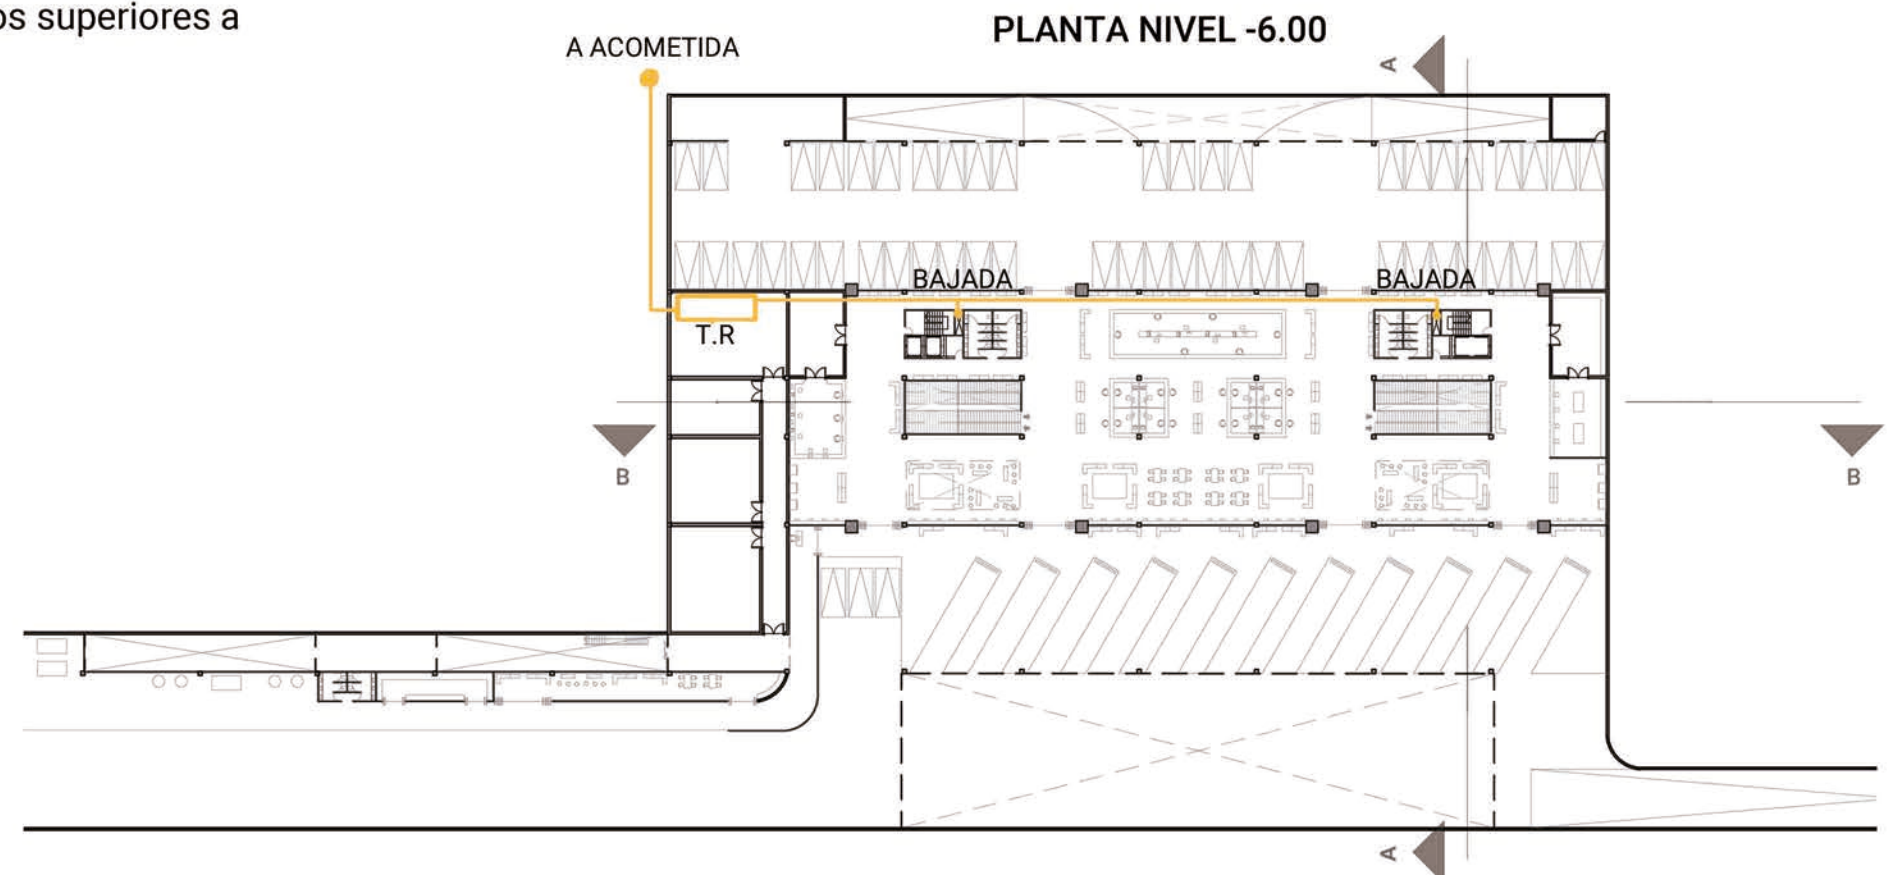 os superiores a
PLANTA NIVEL -6.00
A ACOMETIDA
A
BAJADA
BAJADA
T.R
B
B
A